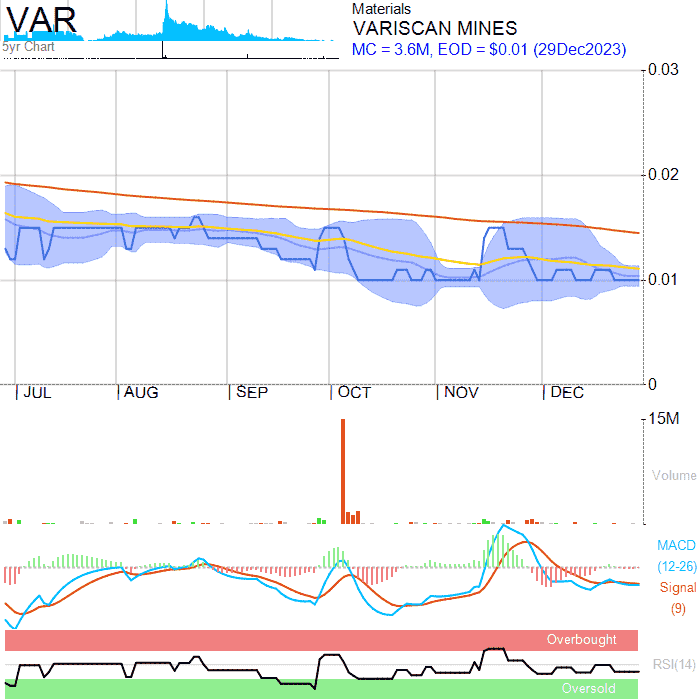 VAR
5yr Chart
Materials
VARISCAN MINES
MC = 3.6M, EOD = $0.01 (29Dec2023)
0.03
0.02
0.01
0
JUL AUG SEP OCT NOV DEC
15M
Volume
MACD
(12-26)
Signal
(9)
Overbought
RSI(14)
Oversold